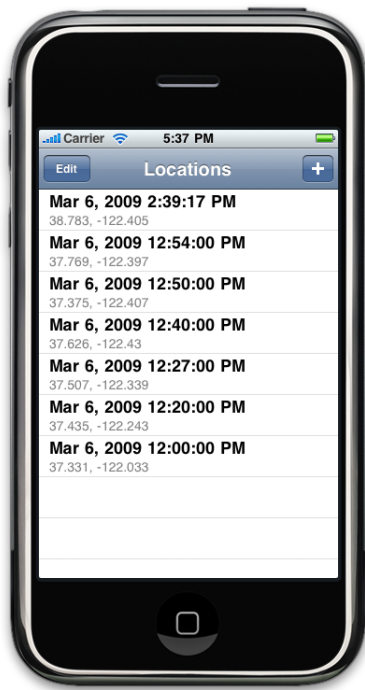 Carrier 5:37 PM
Edit Locations +
Mar 6, 2009 2:39:17 PM
38.783, -122.405
Mar 6, 2009 12:54:00 PM
37.769, -122.397
Mar 6, 2009 12:50:00 PM
37.375, -122.407
Mar 6, 2009 12:40:00 PM
37.626, -122.43
Mar 6, 2009 12:27:00 PM
37.507, -122.339
Mar 6, 2009 12:20:00 PM
37.435, -122.243
Mar 6, 2009 12:00:00 PM
37.331, -122.033